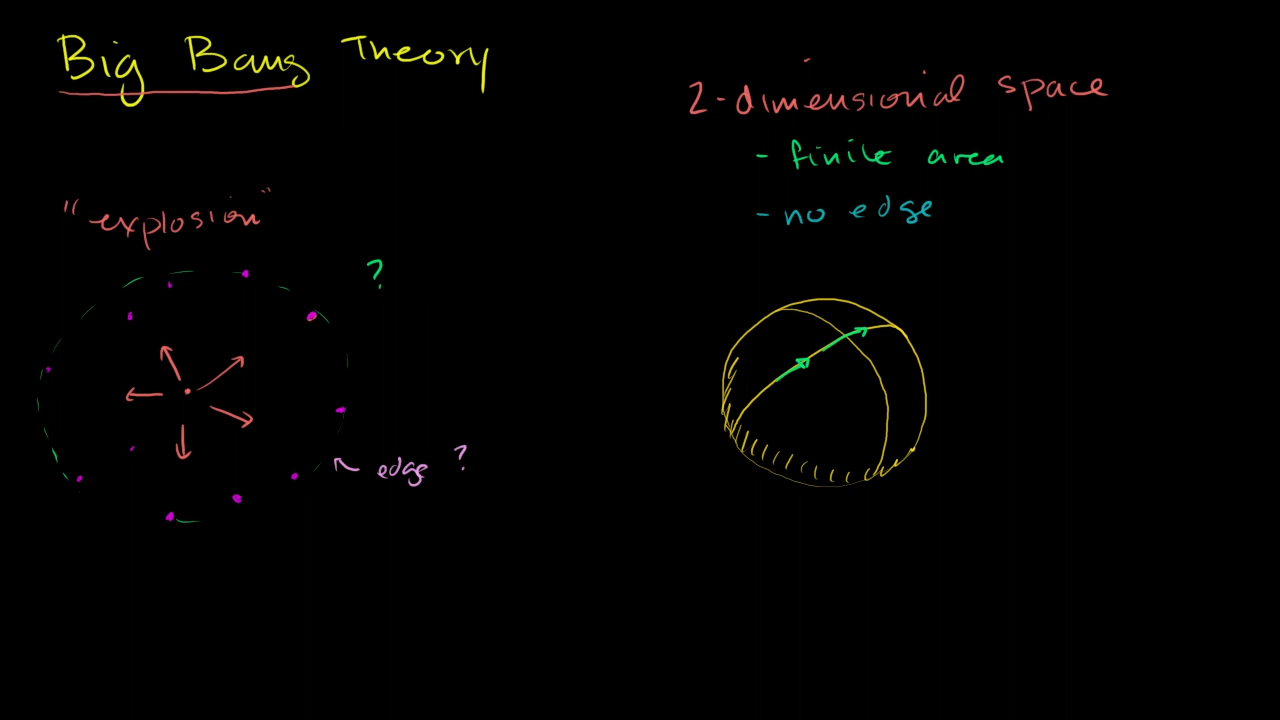 Big Bang Theory
"explosion"
?
edge ?
2-dimensional space
- finite area
- no edge